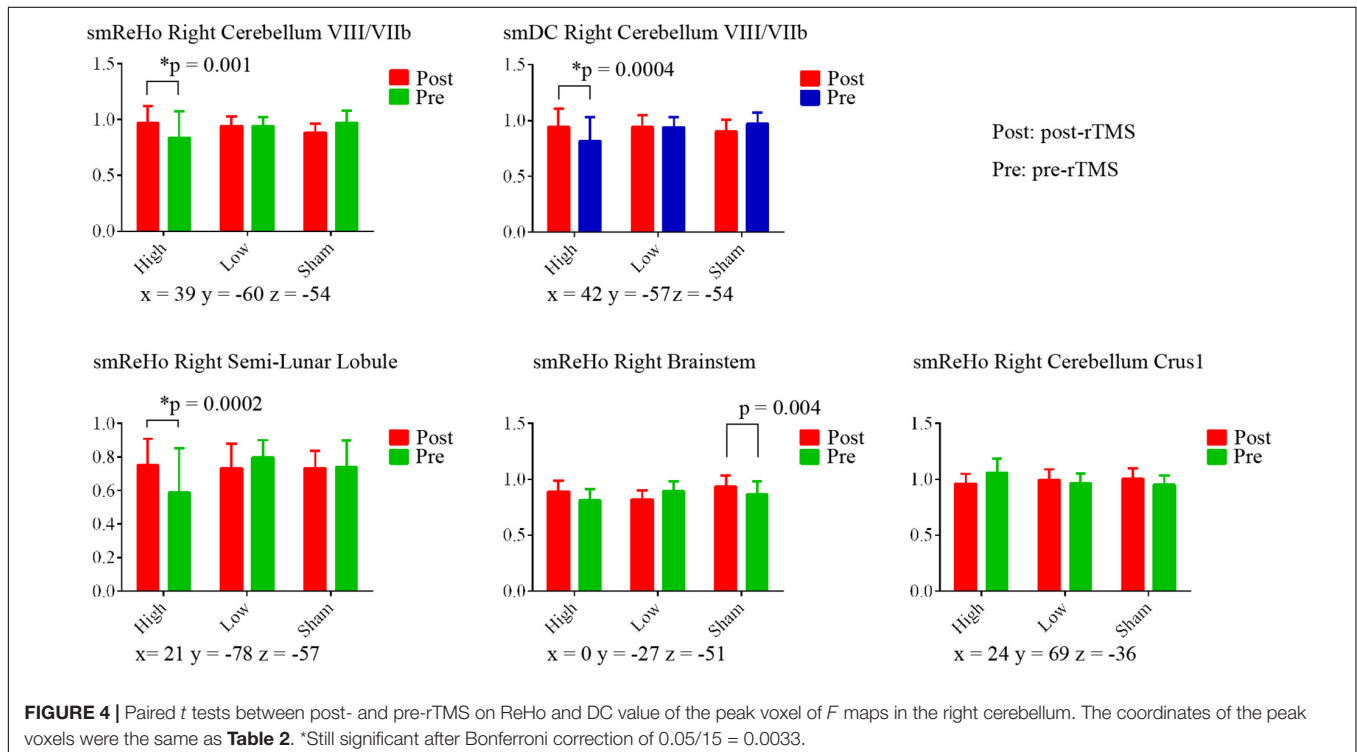 smReHo Right Cerebellum VIII/VIIb
*p = 0.001
1.5
1.0
0.5
0.0
Post
Pre
High
Low
Sham
x = 39 y = -60 z = -54
smDC Right Cerebellum VIII/VIIb
*p = 0.0004
1.5
1.0
0.5
0.0
Post
Pre
High
Low
Sham
x = 42 y = -57z = -54
Post: post-rTMS
Pre: pre-rTMS
smReHo Right Semi-Lunar Lobule
*p = 0.0002
1.0
0.8
0.6
0.4
0.2
0.0
Post
Pre
High
Low
Sham
x= 21 y = -78 z = -57
smReHo Right Brainstem
p = 0.004
1.5
1.0
0.5
0.0
Post
Pre
High
Low
Sham
x = 0 y = -27 z = -51
smReHo Right Cerebellum Crus1
1.5
1.0
0.5
0.0
Post
Pre
High
Low
Sham
x = 24 y = 69 z = -36
FIGURE 4 | Paired t tests between post- and pre-rTMS on ReHo and DC value of the peak voxel of F maps in the right cerebellum. The coordinates of the peak
voxels were the same as Table 2. *Still significant after Bonferroni correction of 0.05/15 = 0.0033.